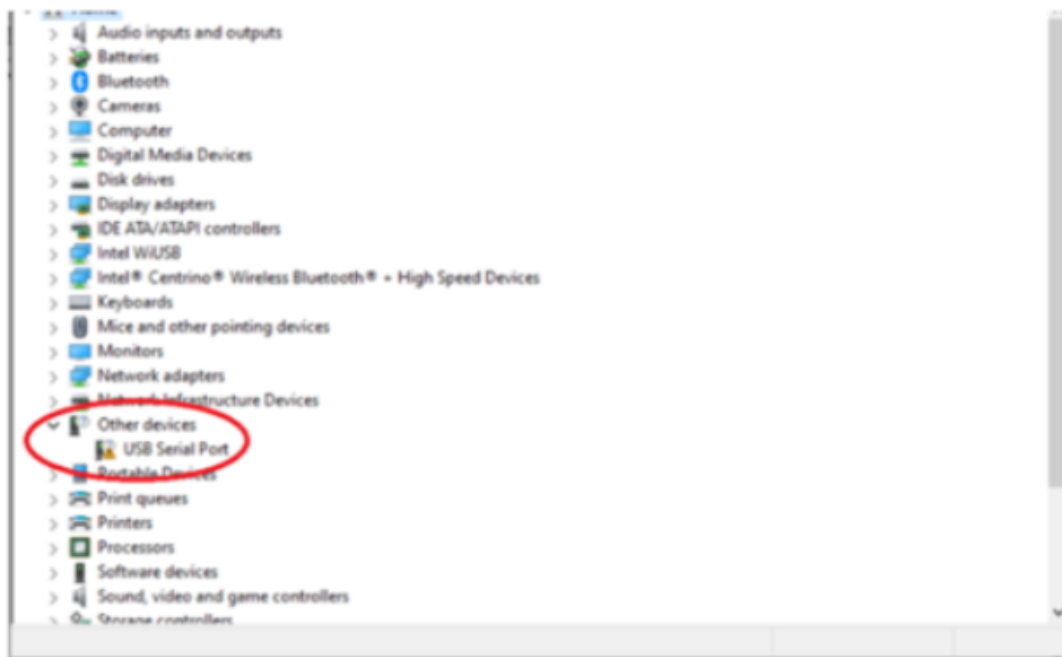 Audio inputs and outputs
Batteries
Bluetooth
Cameras
Computer
Digital Media Devices
Disk drives
Display adapters
IDE ATA/ATAPI controllers
Intel WiUSB
Intel® Centrino® Wireless Bluetooth® + High Speed Devices
Keyboards
Mice and other pointing devices
Monitors
Network adapters
Network Infrastructure Devices
Other devices
USB Serial Port
Portable Devices
Print queues
Printers
Processors
Software devices
Sound, video and game controllers
Storage controllers